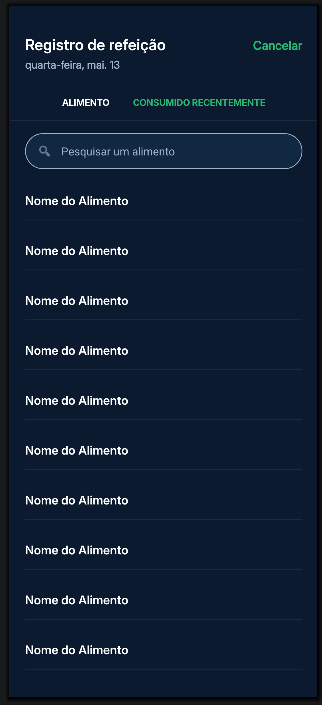 Registro de refeição
Cancelar
quarta-feira, mai. 13
ALIMENTO
CONSUMIDO RECENTEMENTE
Pesquisar um alimento
Nome do Alimento
Nome do Alimento
Nome do Alimento
Nome do Alimento
Nome do Alimento
Nome do Alimento
Nome do Alimento
Nome do Alimento
Nome do Alimento
Nome do Alimento